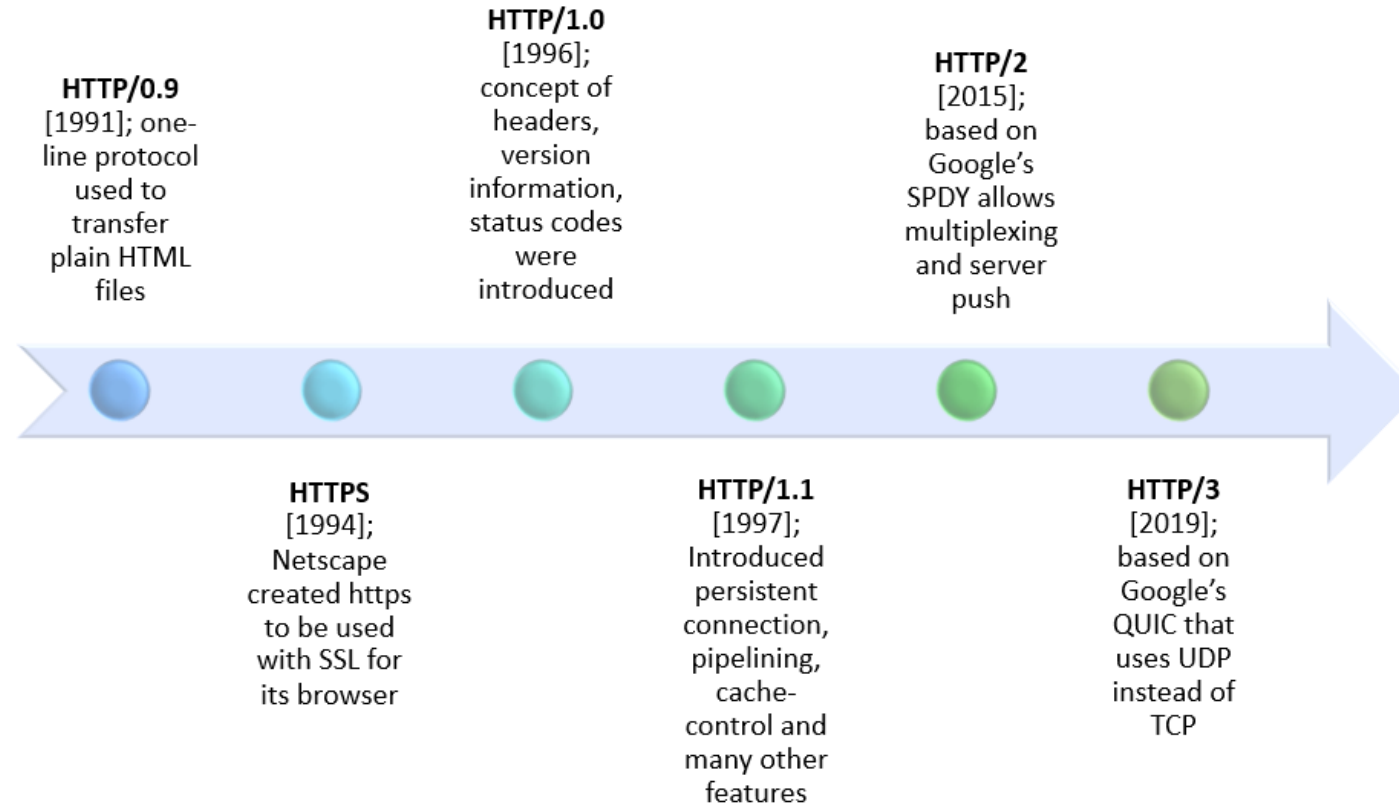 HTTP/0.9
[1991]; one-
line protocol
used to
transfer
plain HTML
files
HTTPS
[1994];
Netscape
created https
to be used
with SSL for
its browser
HTTP/1.0
[1996];
concept of
headers,
version
information,
status codes
were
introduced
HTTP/1.1
[1997];
Introduced
persistent
connection,
pipelining,
cache-
control and
many other
features
HTTP/2
[2015];
based on
Google’s
SPDY allows
multiplexing
and server
push
HTTP/3
[2019];
based on
Google’s
QUIC that
uses UDP
instead of
TCP